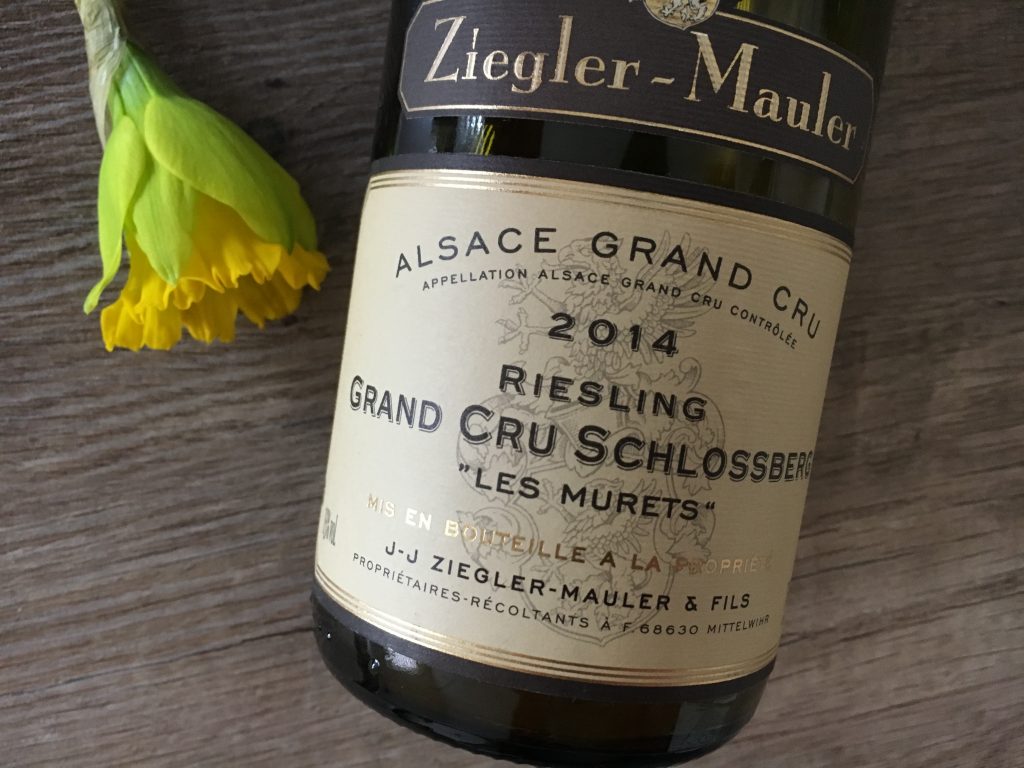 Ziegler-Mauler
ALSACE GRAND CRU
APPELLATION ALSACE GRAND CRU CONTRÔLÉE
2014
RIESLING
GRAND CRU SCHLOSSBERG
"LES MURETS"
MIS EN BOUTEILLE A LA PROPRIÉTÉ
J-J ZIEGLER-MAULER & FILS
PROPRIÉTAIRES-RÉCOLTANTS À F.68630 MITTELWIHR